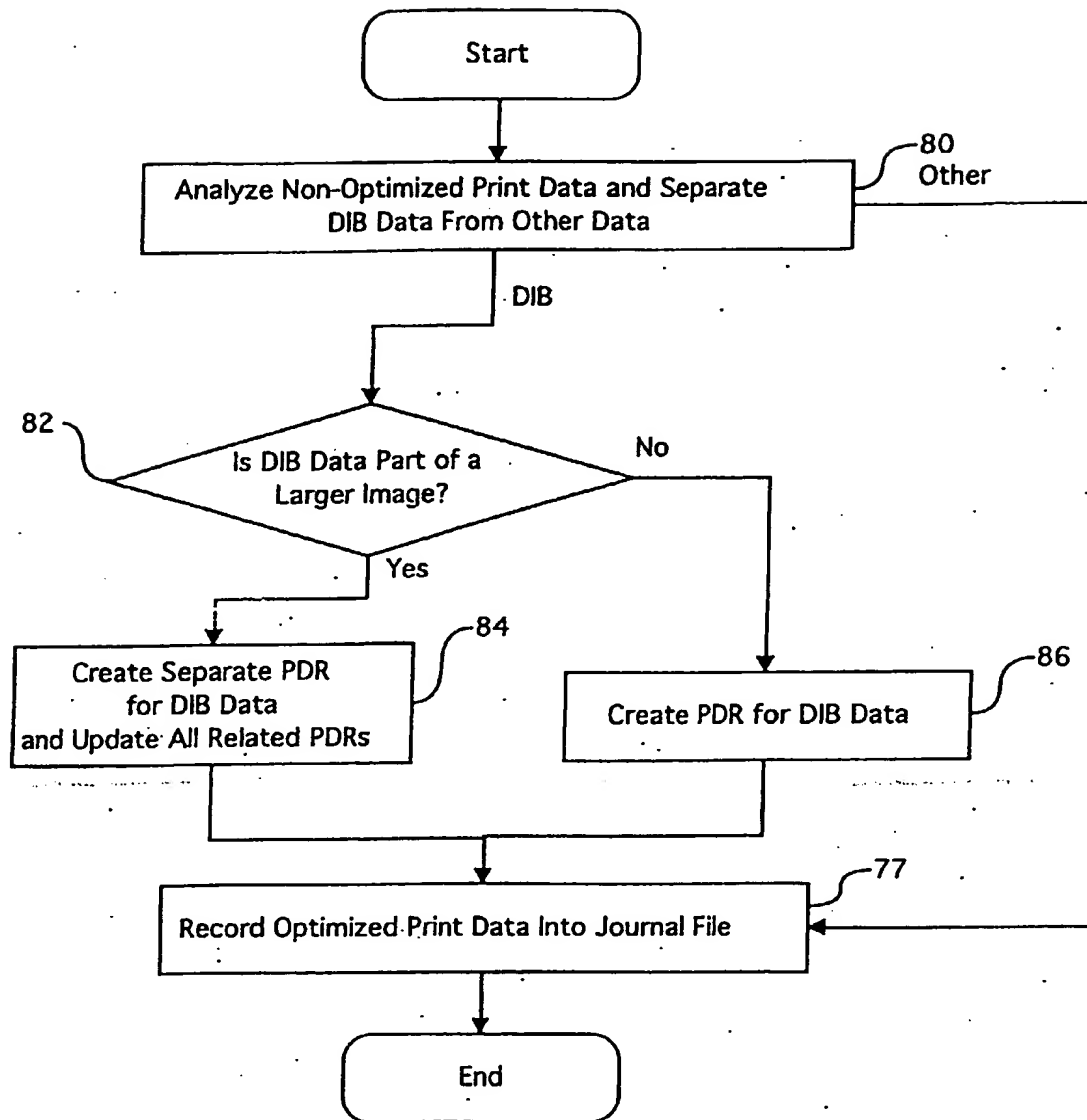 Start
80
Other
Analyze Non-Optimized Print Data and Separate
DIB Data From Other Data
DIB
82
Is DIB Data Part of a
Larger Image?
No
Yes
84
Create Separate PDR
for DIB Data
and Update All Related PDRs
86
Create PDR for DIB Data
77
Record Optimized Print Data Into Journal File
End